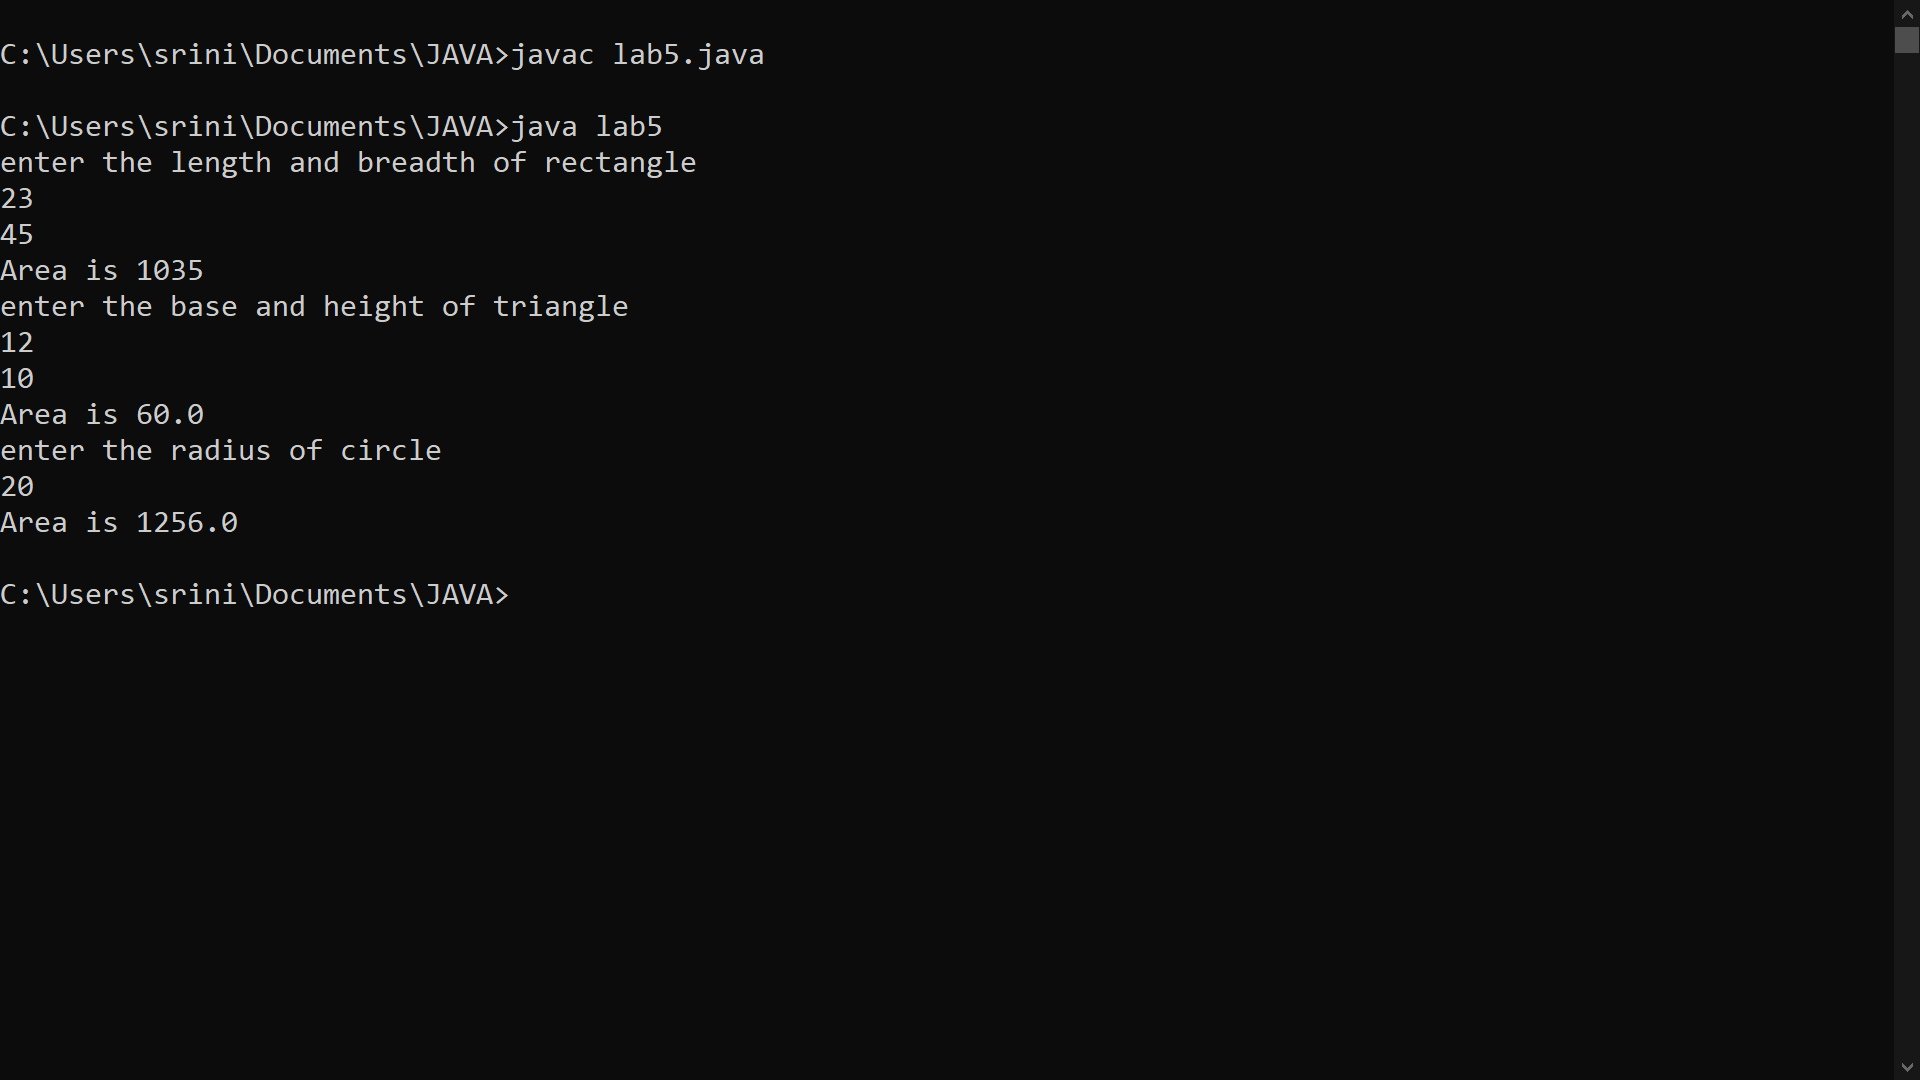 C:\Users\srini\Documents\JAVA>javac lab5.java
C:\Users\srini\Documents\JAVA>java lab5
enter the length and breadth of rectangle
23
45
Area is 1035
enter the base and height of triangle
12
10
Area is 60.0
enter the radius of circle
20
Area is 1256.0
C:\Users\srini\Documents\JAVA>